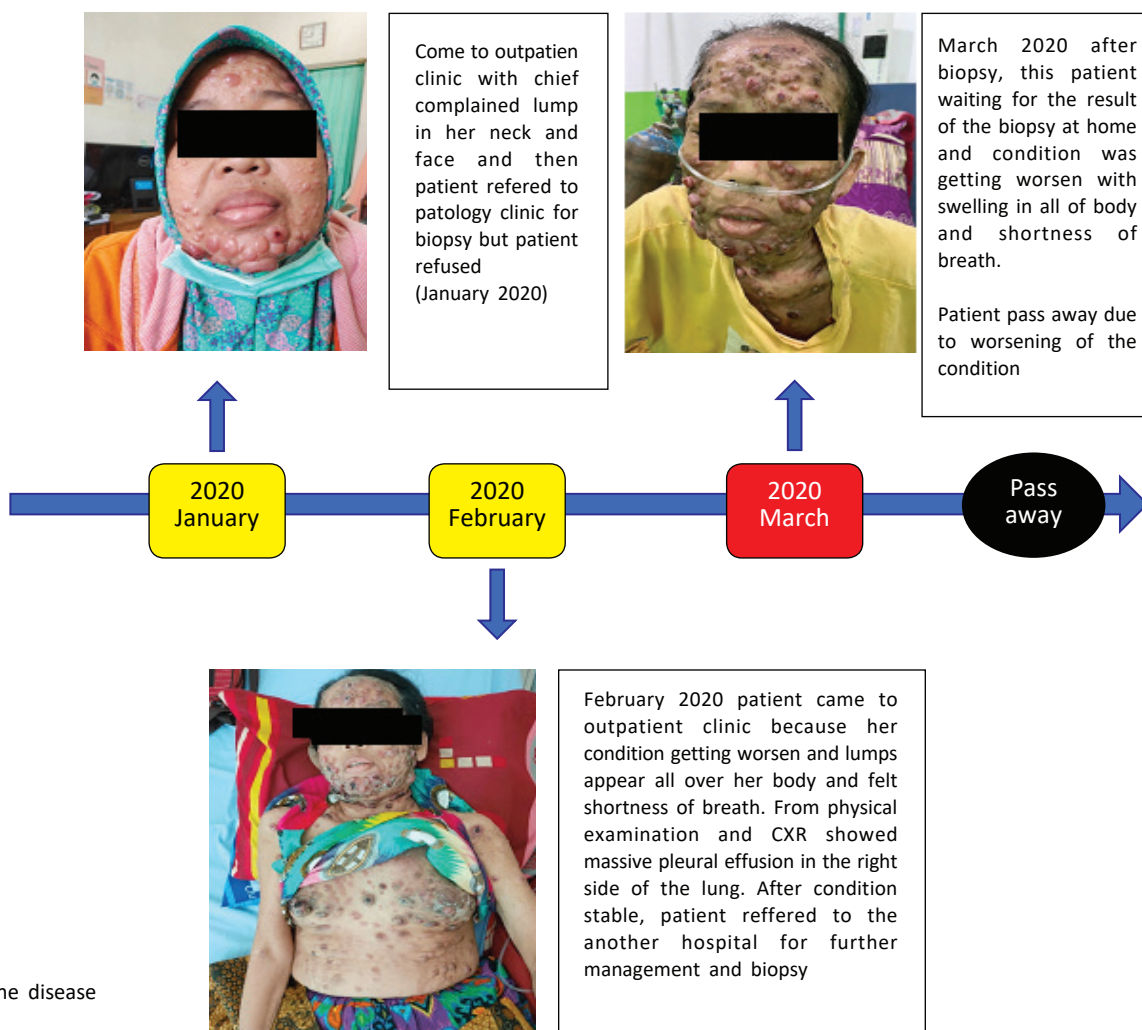 Come to outpatien
clinic with chief
complained lump
in her neck and
face and then
patient refered to
patology clinic for
biopsy but patient
refused
(January 2020)
March 2020 after
biopsy, this patient
waiting for the result
of the biopsy at home
and condition was
getting worsen with
swelling in all of body
and shortness of
breath.
Patient pass away due
to worsening of the
condition
2020
January
2020
February
2020
March
Pass
away
February 2020 patient came to
outpatient clinic because her
condition getting worsen and lumps
appear all over her body and felt
shortness of breath. From physical
examination and CXR showed
massive pleural effusion in the right
side of the lung. After condition
stable, patient reffered to the
another hospital for further
management and biopsy
ne disease